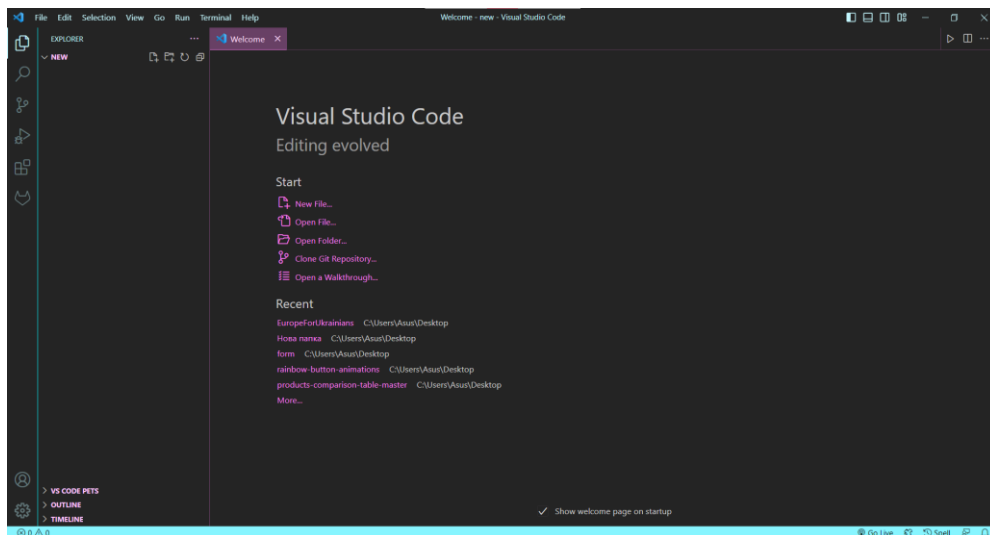 File Edit Selection View Go Run Terminal Help
Welcome - new - Visual Studio Code
EXPLORER
Welcome
NEW
Visual Studio Code
Editing evolved
Start
New File...
Open File...
Open Folder...
Clone Git Repository...
Open a Walkthrough...
Recent
EuropeForUkrainians C:\Users\Asus\Desktop
Нова папка C:\Users\Asus\Desktop
form C:\Users\Asus\Desktop
rainbow-button-animations C:\Users\Asus\Desktop
products-comparison-table-master C:\Users\Asus\Desktop
More...
VS CODE PETS
OUTLINE
Show welcome page on startup
TIMELINE
0 0 Go Live Spell